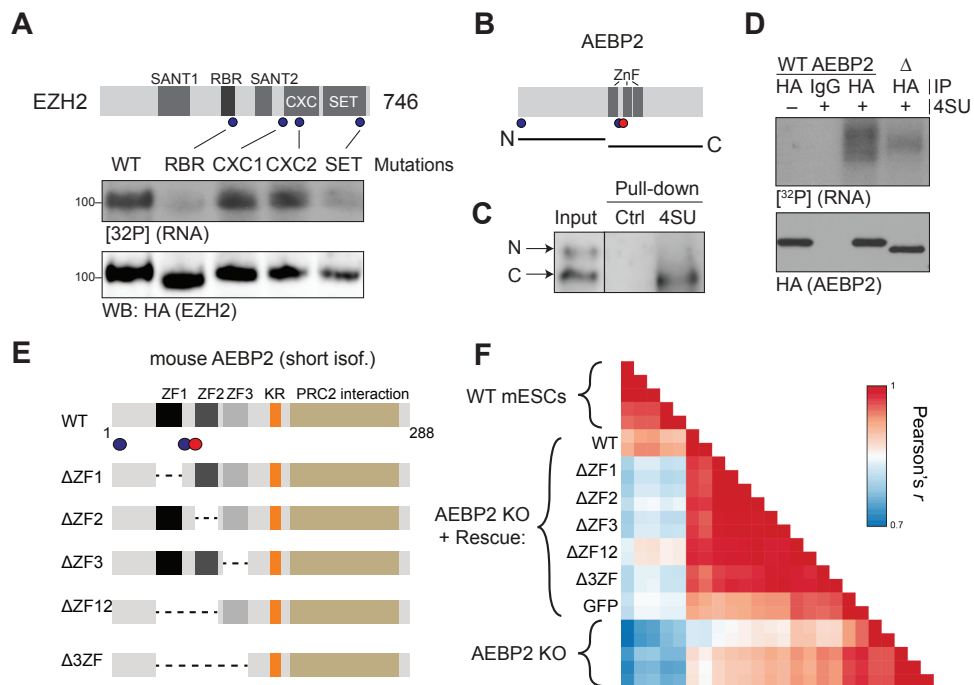 A
SANT1 RBR SANT2
EZH2 CXC SET 746
WT RBR CXC1 CXC2 SET Mutations
100
[32P] (RNA)
100
WB: HA (EZH2)
B
AEBP2
ZnF
N
C
C
Pull-down
Input Ctrl 4SU
N
C
D
WT AEBP2 Δ
HA IgG HA HA IP
– + + + 4SU
[³²P] (RNA)
HA (AEBP2)
E
mouse AEBP2 (short isof.)
ZF1 ZF2 ZF3 KR PRC2 interaction
WT
1 288
ΔZF1
ΔZF2
ΔZF3
ΔZF12
Δ3ZF
F
WT mESCs
AEBP2 KO
+ Rescue:
WT
ΔZF1
ΔZF2
ΔZF3
ΔZF12
Δ3ZF
GFP
AEBP2 KO
1
0.7
Pearson's r